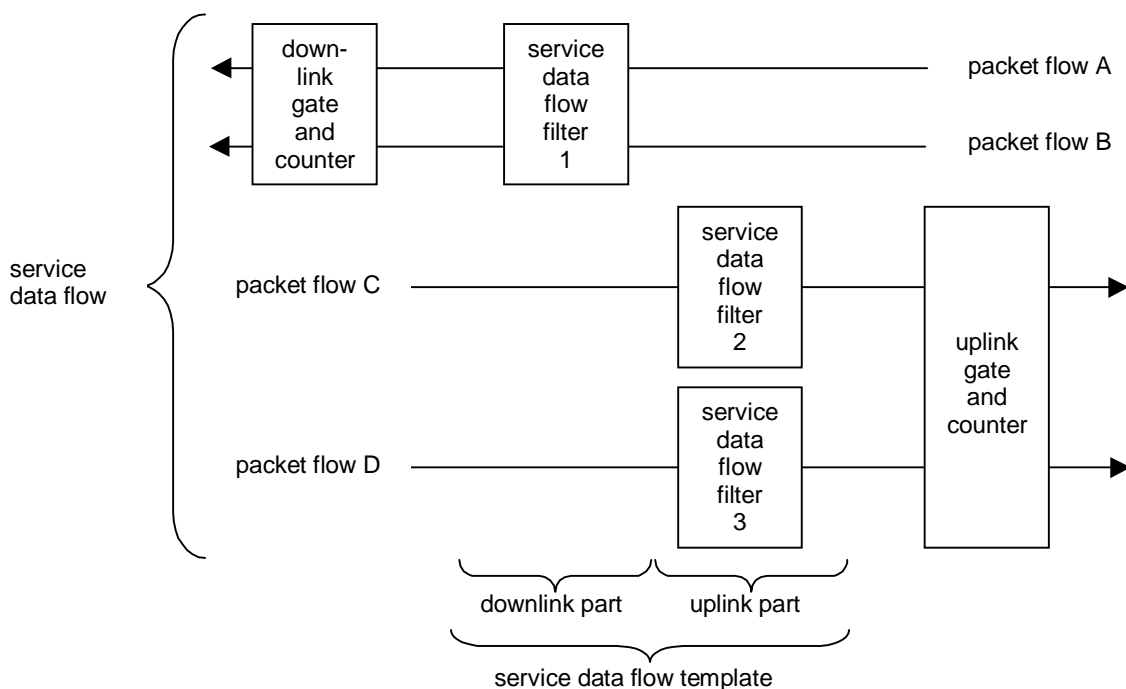 down-
link
gate
and
counter
service
data
flow
filter
1
packet flow A
packet flow B
service
data flow
packet flow C
service
data
flow
filter
2
uplink
gate
and
counter
packet flow D
service
data
flow
filter
3
downlink part
uplink part
service data flow template